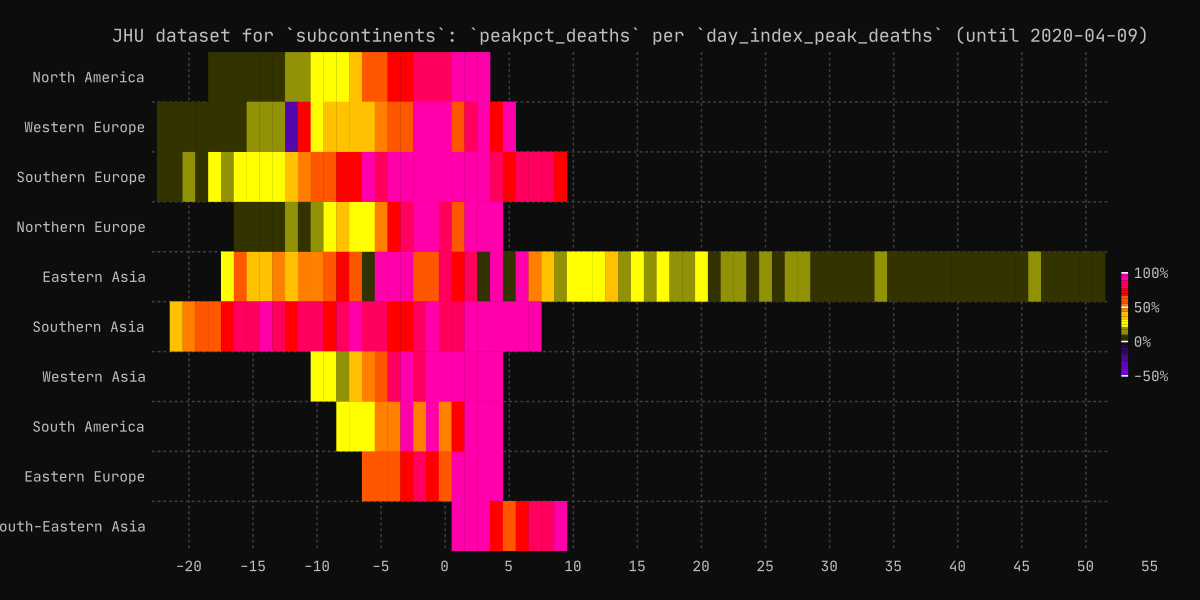 JHU dataset for `subcontinents`: `peakpct_deaths` per `day_index_peak_deaths` (until 2020-04-09)
North America
Western Europe
Southern Europe
Northern Europe
Eastern Asia
Southern Asia
Western Asia
South America
Eastern Europe
outh-Eastern Asia
100%
50%
0%
-50%
-20 -15 -10 -5 0 5 10 15 20 25 30 35 40 45 50 55